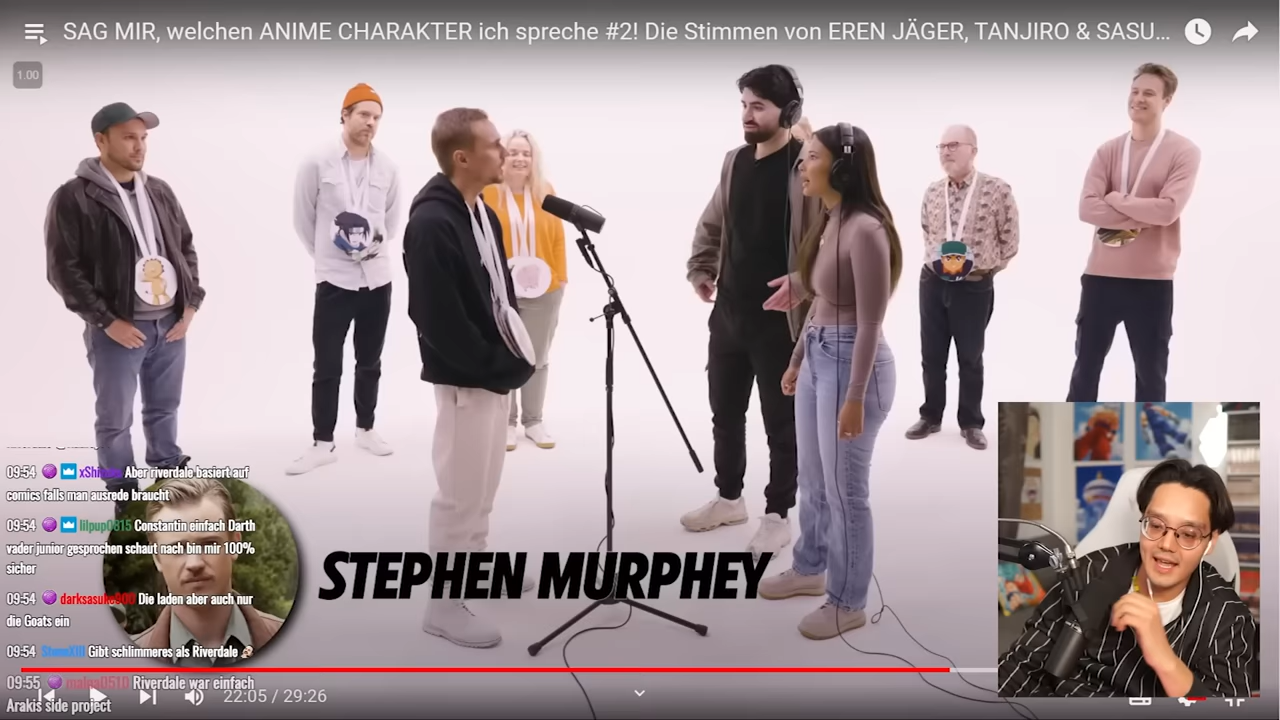 SAG MIR, welchen ANIME CHARAKTER ich spreche #2! Die Stimmen von EREN JÄGER, TANJIRO & SASU...
1.00
09:54 Aber riverdale basiert auf
comics falls man ausrede braucht
09:54 lilpup0815 Constantin einfach Darth
vader junior gesprochen schaut nach bin mir 100%
sicher
09:54 darksasuke900 Die laden aber auch nur
die Goats ein
09:54 Gibt schlimmeres als Riverdale
09:55 malna0510 Riverdale war einfach
Arakis side project
STEPHEN MURPHEY
22:05 / 29:26